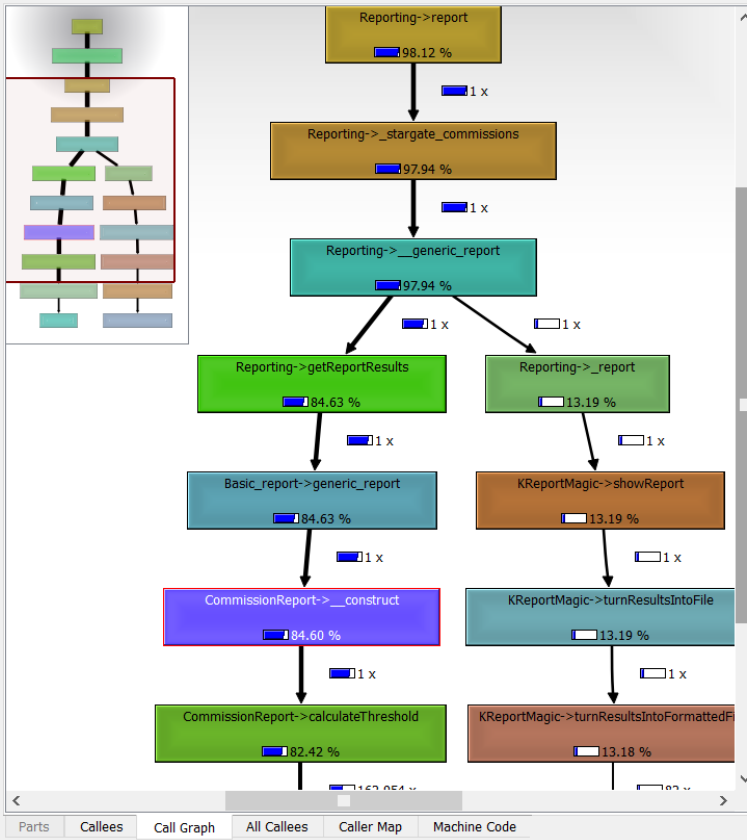 Reporting->report
98.12 %
1 x
Reporting->_stargate_commissions
97.94 %
1 x
Reporting->__generic_report
97.94 %
1 x
1 x
Reporting->getReportResults
84.63 %
Reporting->_report
13.19 %
1 x
1 x
Basic_report->generic_report
84.63 %
KReportMagic->showReport
13.19 %
1 x
1 x
CommissionReport->__construct
84.60 %
KReportMagic->turnResultsIntoFile
13.19 %
1 x
1 x
CommissionReport->calculateThreshold
82.42 %
KReportMagic->turnResultsIntoFormattedFi
13.18 %
Parts
Callees
Call Graph
All Callees
Caller Map
Machine Code